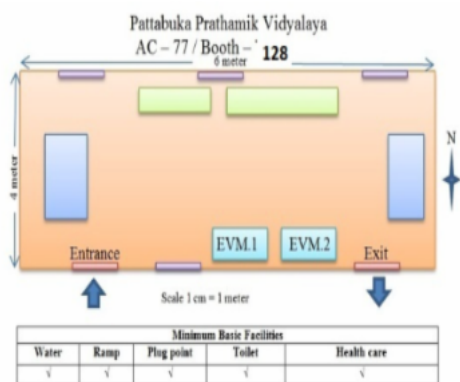 Pattabuka Prathamik Vidyalaya
AC – 77 / Booth – 128
6 meter
4 meter
N
EVM.1 EVM.2
Entrance Exit
Scale 1 cm = 1 meter
Minimum Basic Facilities
Water Ramp Plug point Toilet Health care
√ √ √ √ √